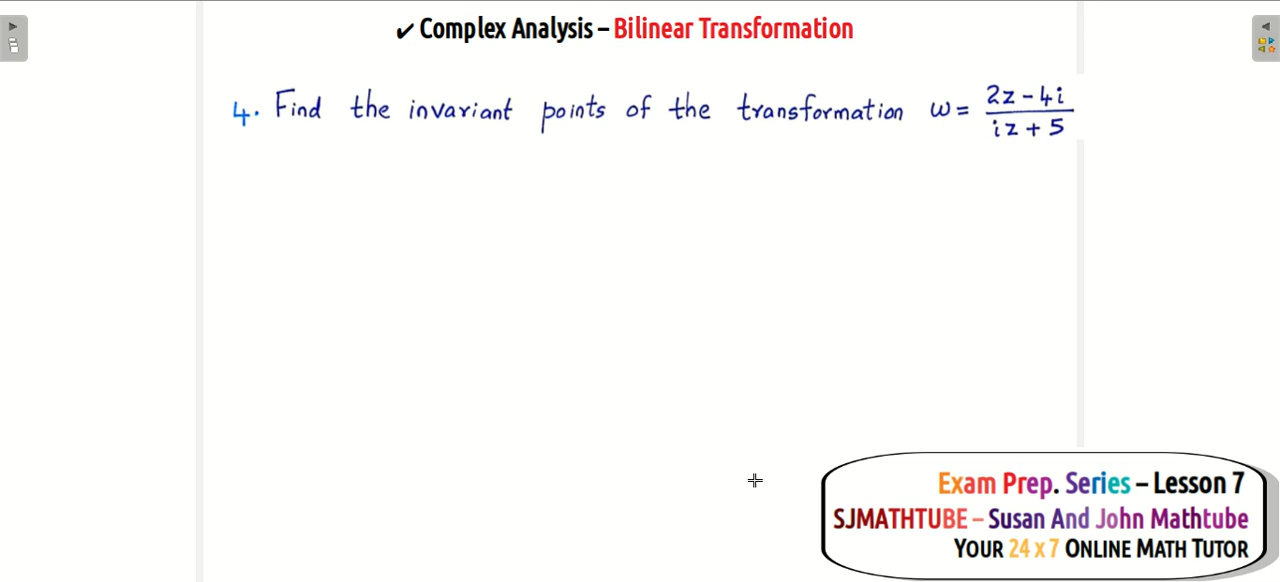 ✔ Complex Analysis – Bilinear Transformation
4. Find the invariant points of the transformation w = (2z - 4i)/(iz + 5)
Exam Prep. Series – Lesson 7
SJMATHTUBE – Susan And John Mathtube
YOUR 24 x 7 ONLINE MATH TUTOR